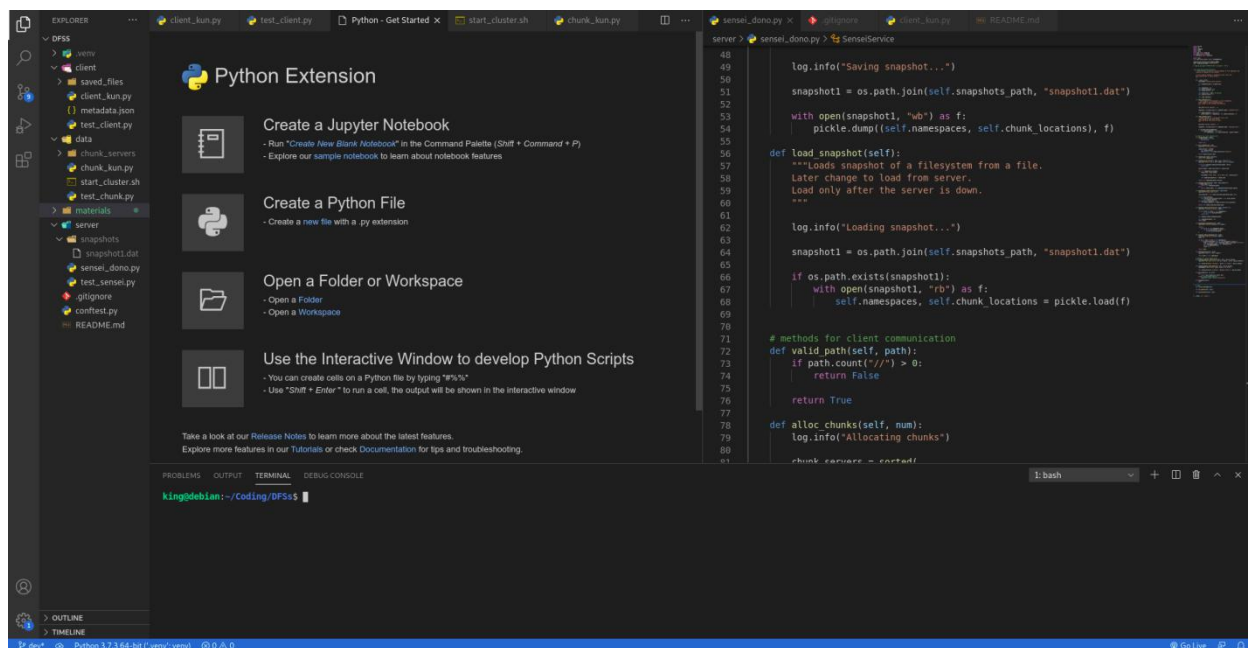 EXPLORER
DFSS
.venv
client
saved_files
client_kun.py
metadata.json
test_client.py
data
chunk_servers
chunk_kun.py
start_cluster.sh
test_chunk.py
materials
server
snapshots
snapshot1.dat
sensei_dono.py
test_sensei.py
.gitignore
conftest.py
README.md
OUTLINE
TIMELINE
client_kun.py test_client.py Python - Get Started start_cluster.sh chunk_kun.py
Python Extension
Create a Jupyter Notebook
- Run "Create New Blank Notebook" in the Command Palette (Shift + Command + P)
- Explore our sample notebook to learn about notebook features
Create a Python File
- Create a new file with a .py extension
Open a Folder or Workspace
- Open a Folder
- Open a Workspace
Use the Interactive Window to develop Python Scripts
- You can create cells on a Python file by typing "#%%"
- Use "Shift + Enter" to run a cell, the output will be shown in the interactive window
Take a look at our Release Notes to learn more about the latest features.
Explore more features in our Tutorials or check Documentation for tips and troubleshooting.
sensei_dono.py .gitignore client_kun.py README.md
server > sensei_dono.py > SenseiService
48
49 log.info("Saving snapshot...")
50
51 snapshot1 = os.path.join(self.snapshots_path, "snapshot1.dat")
52
53 with open(snapshot1, "wb") as f:
54 pickle.dump((self.namespaces, self.chunk_locations), f)
55
56 def load_snapshot(self):
57 """Loads snapshot of a filesystem from a file.
58 Later change to load from server.
59 Load only after the server is down.
60 """
61
62 log.info("Loading snapshot...")
63
64 snapshot1 = os.path.join(self.snapshots_path, "snapshot1.dat")
65
66 if os.path.exists(snapshot1):
67 with open(snapshot1, "rb") as f:
68 self.namespaces, self.chunk_locations = pickle.load(f)
69
70
71 # methods for client communication
72 def valid_path(self, path):
73 if path.count("//") > 0:
74 return False
75
76 return True
77
78 def alloc_chunks(self, num):
79 log.info("Allocating chunks")
80
81 chunk_servers = sorted(
PROBLEMS OUTPUT TERMINAL DEBUG CONSOLE
1: bash
king@debian:~/Coding/DFSs$
dev* Python 3.7.3 64-bit ('.venv': venv) 0 0
Go Live